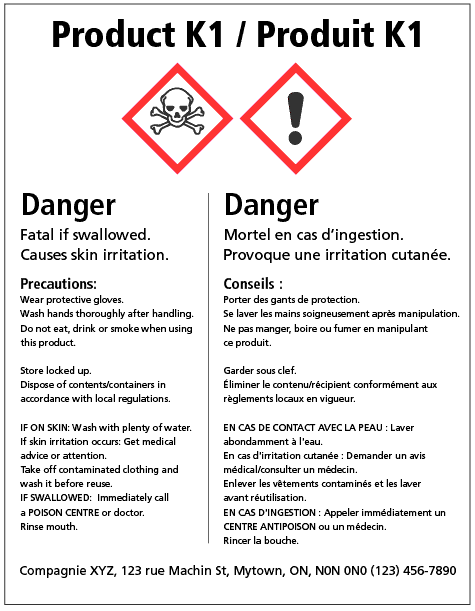 Product K1 / Produit K1
Danger
Fatal if swallowed.
Causes skin irritation.
Precautions:
Wear protective gloves.
Wash hands thoroughly after handling.
Do not eat, drink or smoke when using
this product.
Store locked up.
Dispose of contents/containers in
accordance with local regulations.
IF ON SKIN: Wash with plenty of water.
If skin irritation occurs: Get medical
advice or attention.
Take off contaminated clothing and
wash it before reuse.
IF SWALLOWED:  Immediately call
a POISON CENTRE or doctor.
Rinse mouth.
Danger
Mortel en cas d’ingestion.
Provoque une irritation cutanée.
Conseils :
Porter des gants de protection.
Se laver les mains soigneusement après manipulation.
Ne pas manger, boire ou fumer en manipulant
ce produit.
Garder sous clef.
Éliminer le contenu/récipient conformément aux
règlements locaux en vigueur.
EN CAS DE CONTACT AVEC LA PEAU : Laver
abondamment à l'eau.
En cas d'irritation cutanée : Demander un avis
médical/consulter un médecin.
Enlever les vêtements contaminés et les laver
avant réutilisation.
EN CAS D'INGESTION : Appeler immédiatement un
CENTRE ANTIPOISON ou un médecin.
Rincer la bouche.
Compagnie XYZ, 123 rue Machin St, Mytown, ON, N0N 0N0 (123) 456-7890